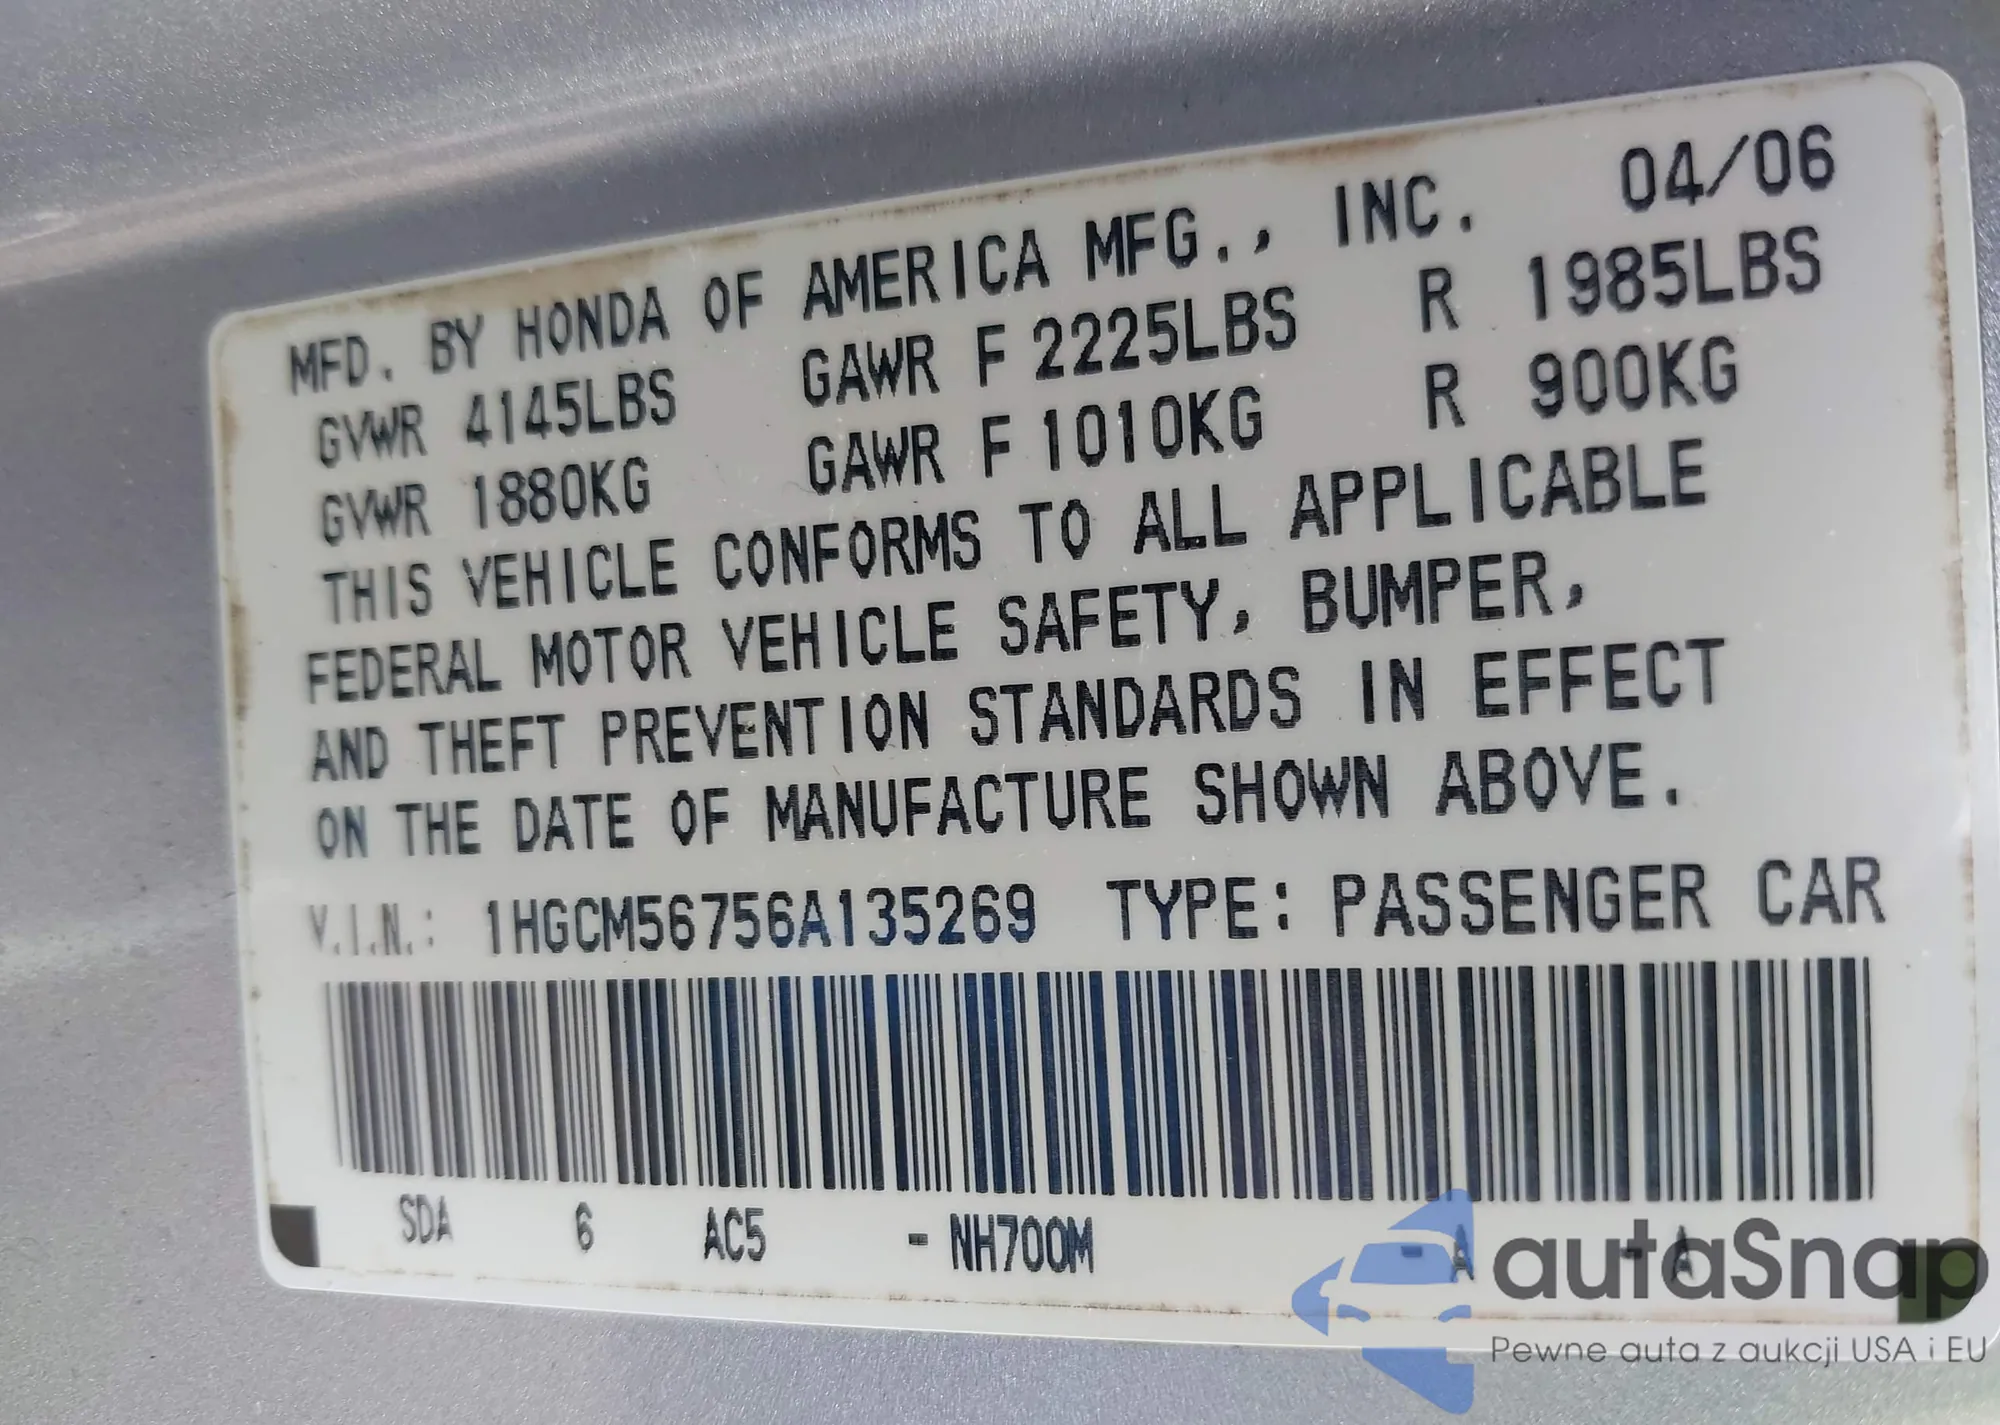 MFD. BY HONDA OF AMERICA MFG., INC. 04/06
GVWR 4145LBS GAWR F 2225LBS R 1985LBS
GVWR 1880KG GAWR F 1010KG R 900KG
THIS VEHICLE CONFORMS TO ALL APPLICABLE
FEDERAL MOTOR VEHICLE SAFETY, BUMPER,
AND THEFT PREVENTION STANDARDS IN EFFECT
ON THE DATE OF MANUFACTURE SHOWN ABOVE.
V.I.N.: 1HGCM56756A135269 TYPE: PASSENGER CAR
SDA 6 AC5 - NH700M - A - A
autaSnap
Pewne auta z aukcji USA i EU